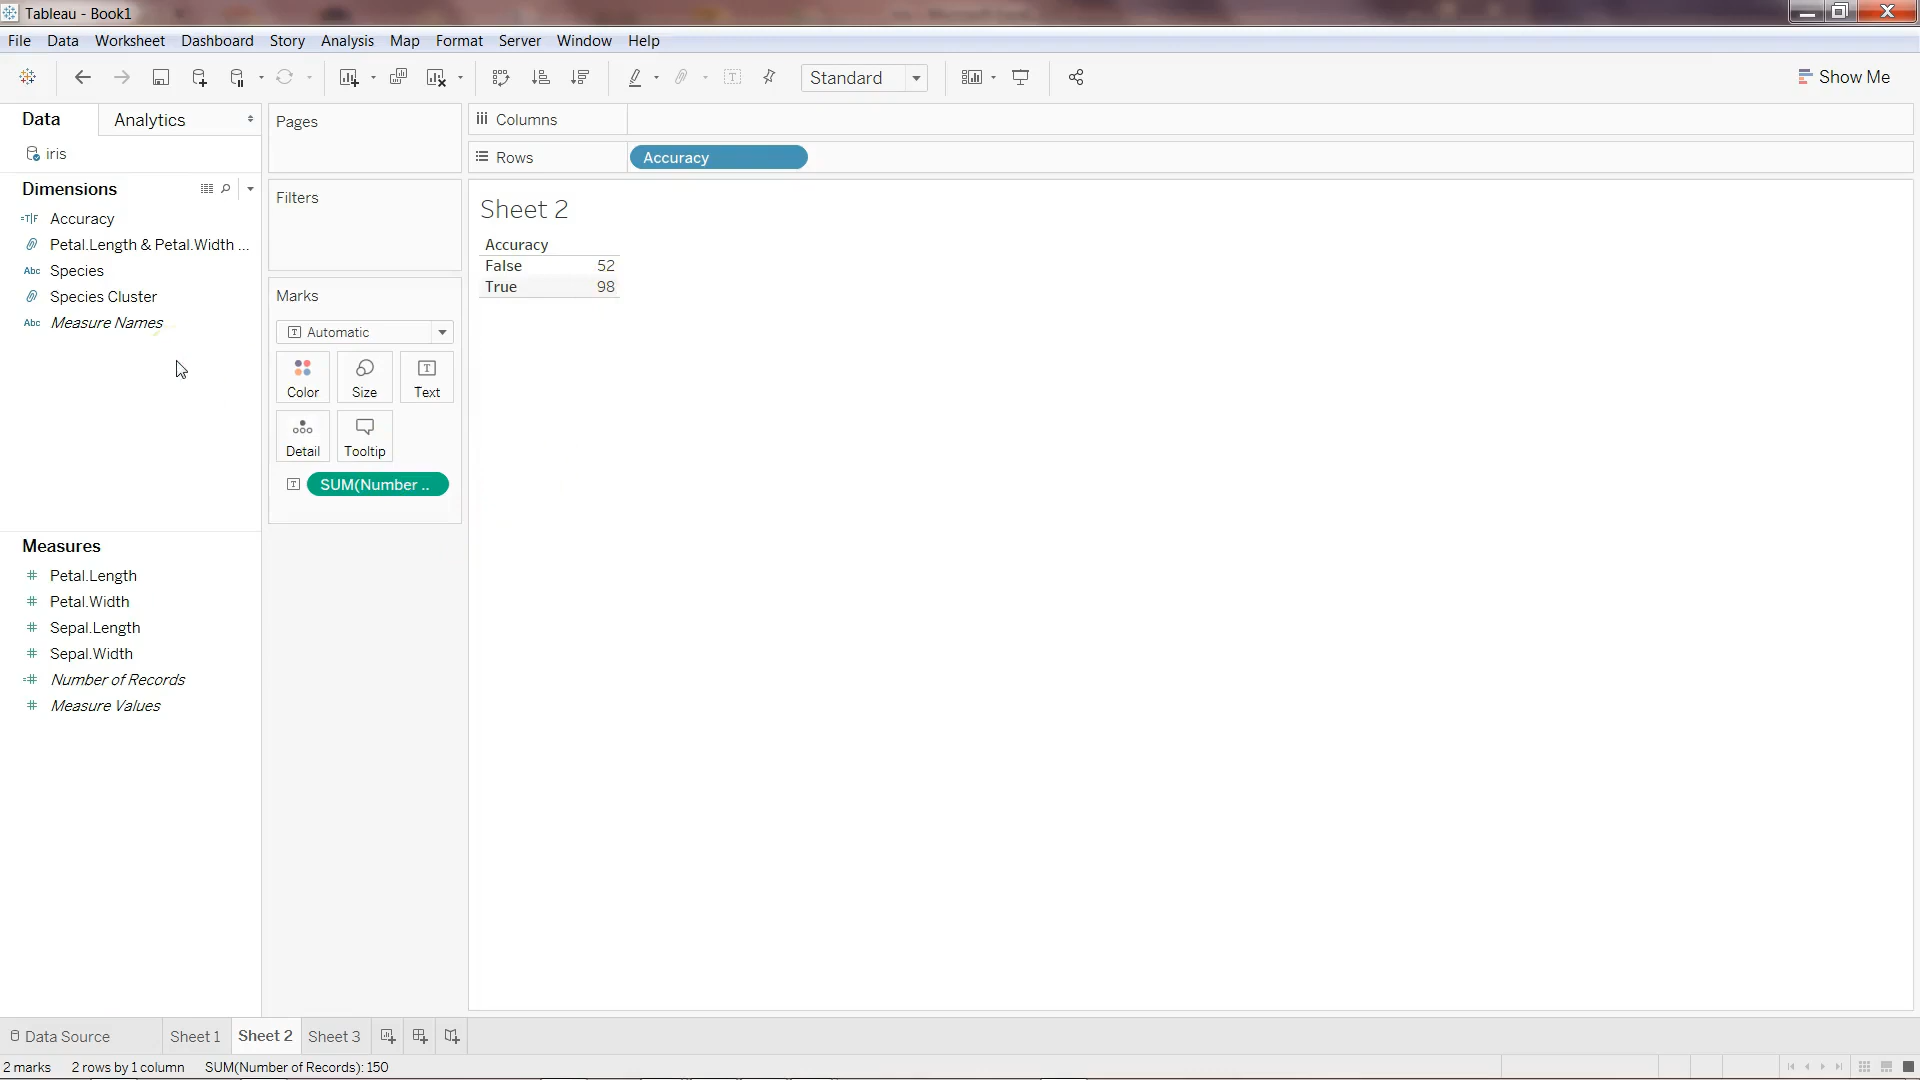 Tableau - Book1
File Data Worksheet Dashboard Story Analysis Map Format Server Window Help
Standard
Show Me
Data
Analytics
iris
Dimensions
=T|F Accuracy
Petal.Length & Petal.Width ...
Abc Species
Species Cluster
Abc Measure Names
Measures
# Petal.Length
# Petal.Width
# Sepal.Length
# Sepal.Width
=# Number of Records
# Measure Values
Pages
Filters
Marks
T Automatic
Color
Size
T
Text
Detail
Tooltip
T SUM(Number ..
Columns
Rows
Accuracy
Sheet 2
Accuracy
False 52
True 98
Data Source
Sheet 1
Sheet 2
Sheet 3
2 marks 2 rows by 1 column SUM(Number of Records): 150